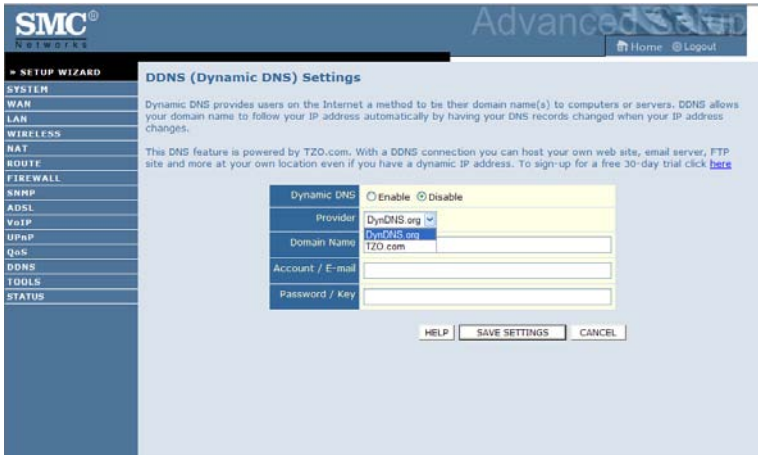 SMC®
Networks
Advanced Setup
Home Logout
» SETUP WIZARD
SYSTEM
WAN
LAN
WIRELESS
NAT
ROUTE
FIREWALL
SNMP
ADSL
VoIP
UPnP
QoS
DDNS
TOOLS
STATUS
DDNS (Dynamic DNS) Settings
Dynamic DNS provides users on the Internet a method to tie their domain name(s) to computers or servers. DDNS allows
your domain name to follow your IP address automatically by having your DNS records changed when your IP address
changes.
This DNS feature is powered by TZO.com. With a DDNS connection you can host your own web site, email server, FTP
site and more at your own location even if you have a dynamic IP address. To sign-up for a free 30-day trial click here
Dynamic DNS Enable Disable
Provider DynDNS.org
DynDNS.org
TZO.com
Domain Name
Account / E-mail
Password / Key
HELP SAVE SETTINGS CANCEL